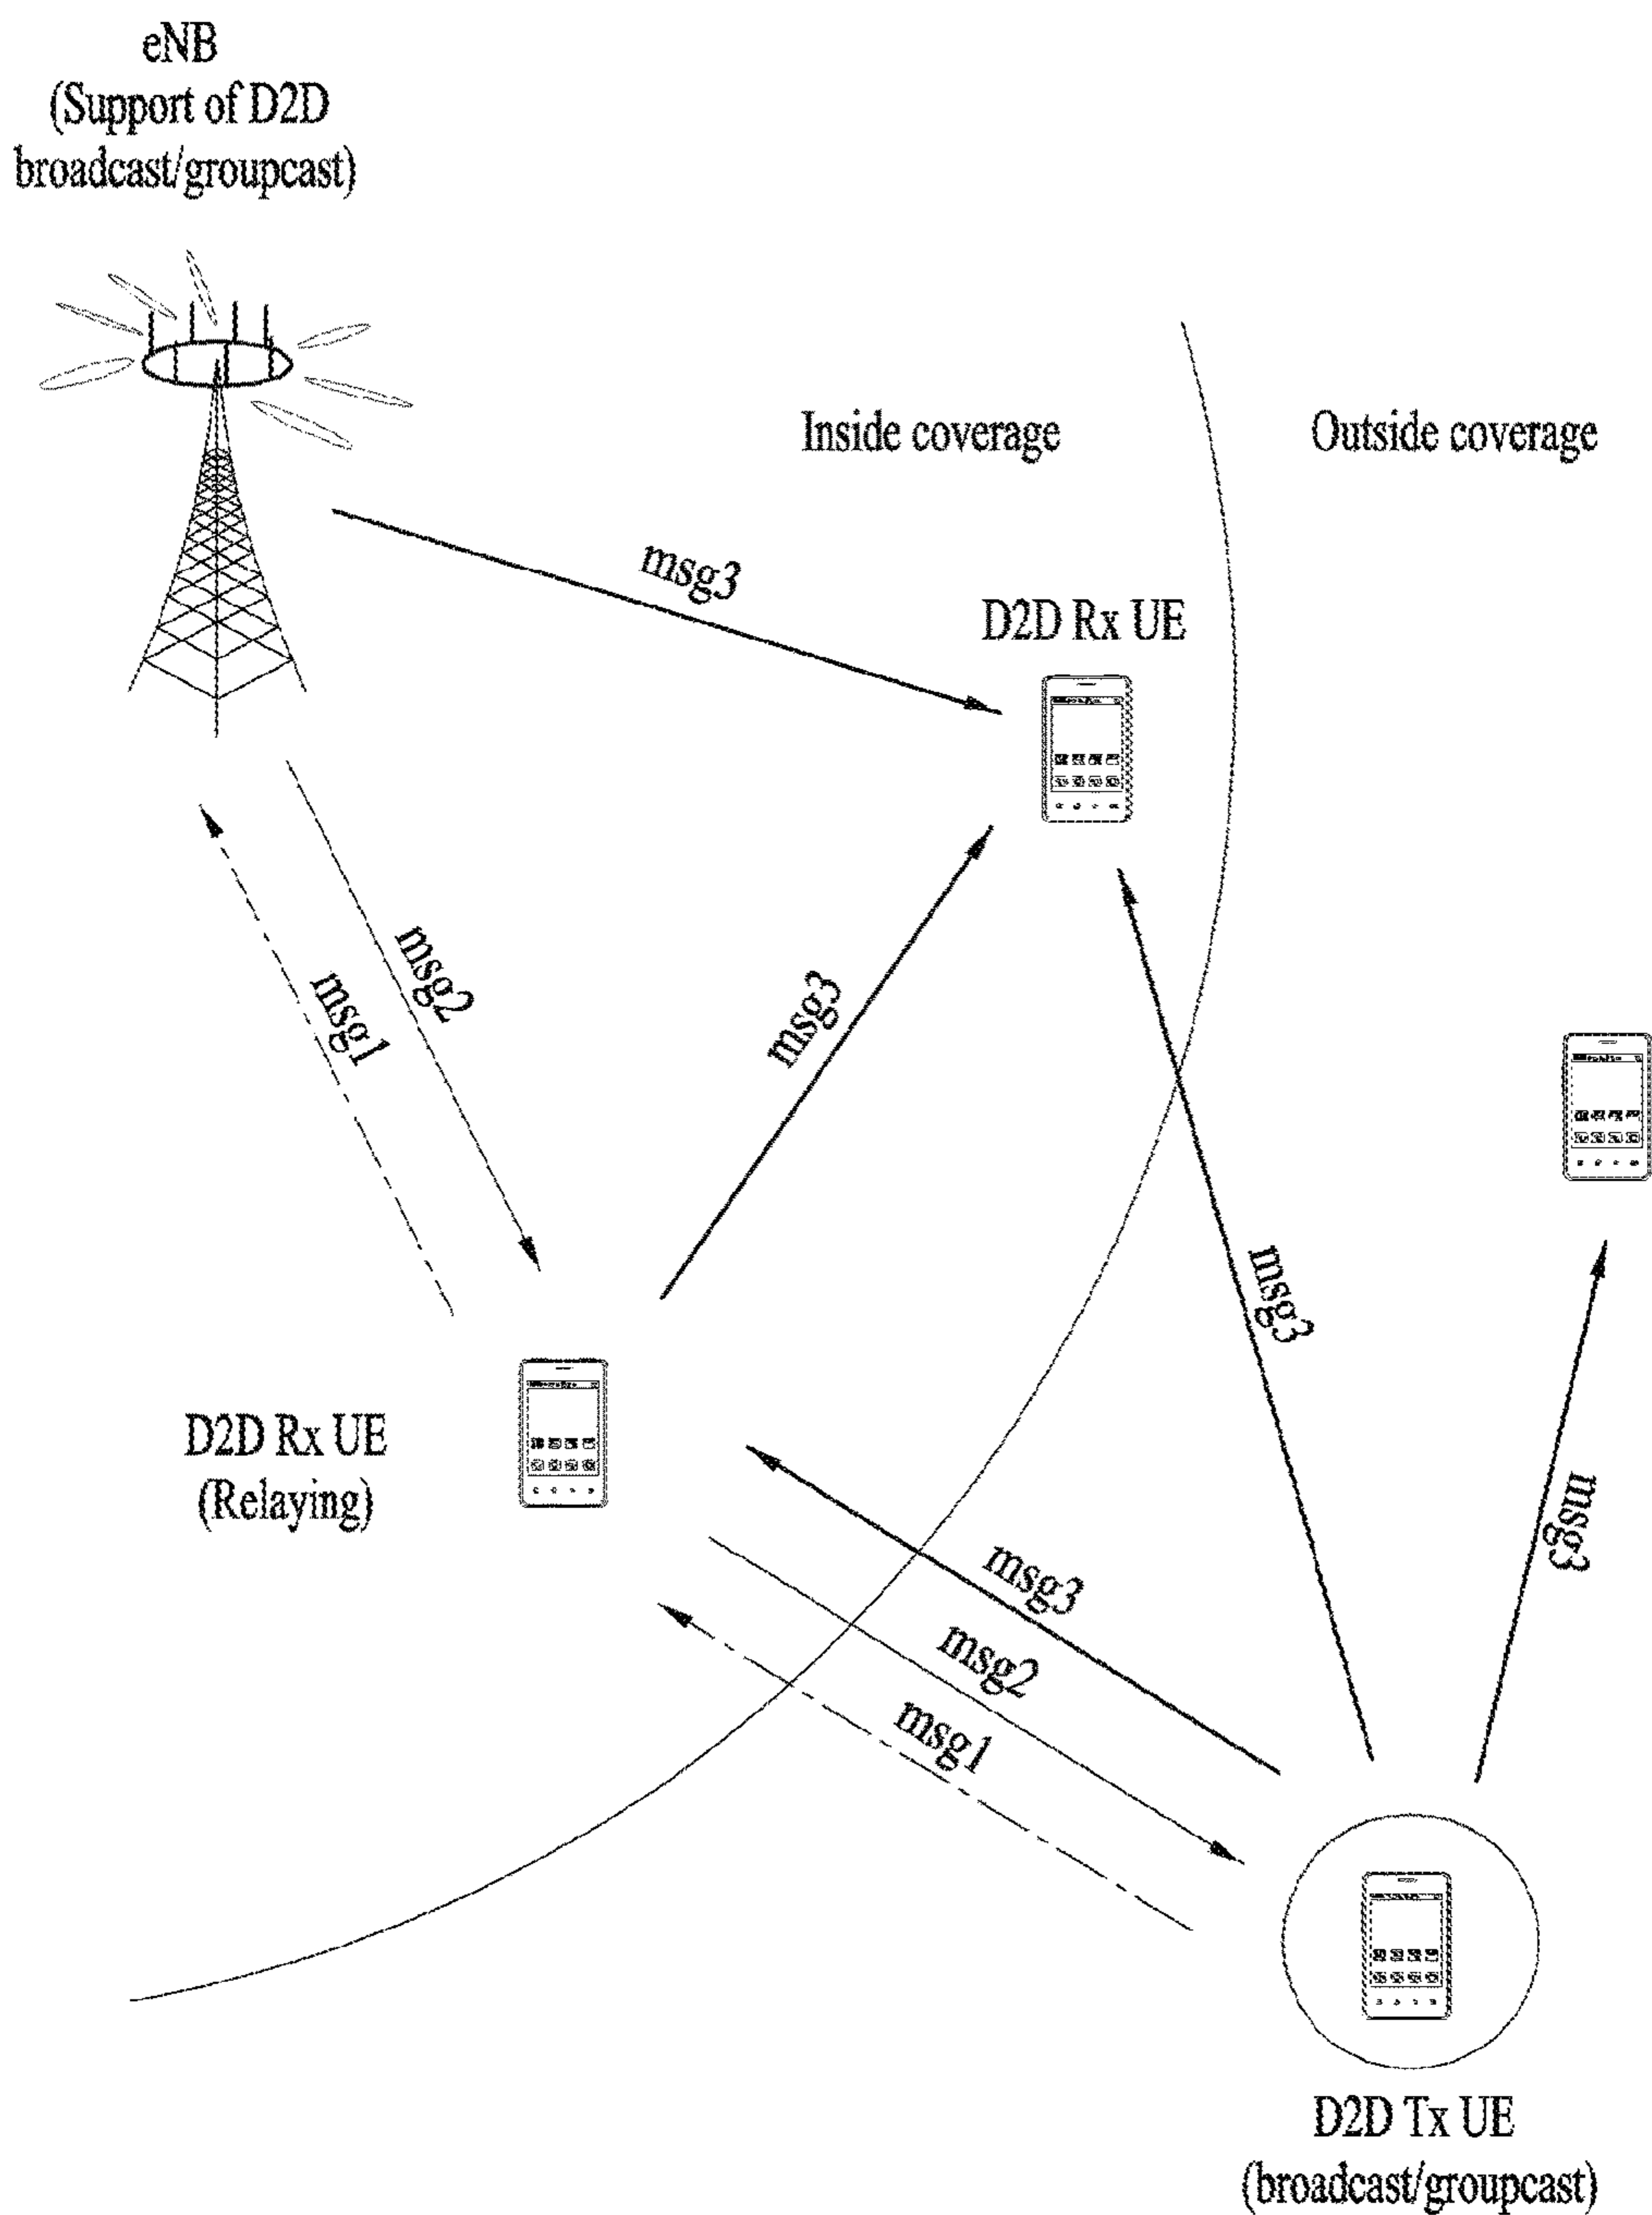 eNB
(Support of D2D
broadcast/groupcast)
Inside coverage
Outside coverage
msg3
D2D Rx UE
msg2
msg1
msg3
msg3
msg3
D2D Rx UE
(Relaying)
msg3
msg2
msg1
D2D Tx UE
(broadcast/groupcast)